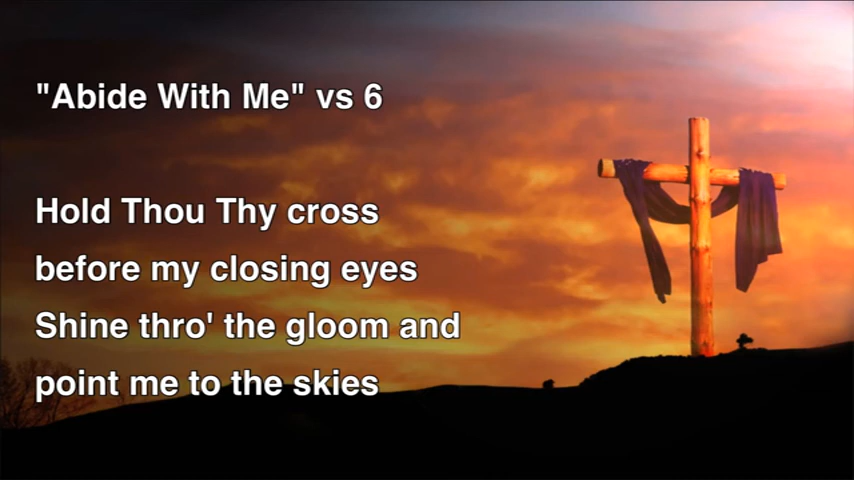 "Abide With Me" vs 6
Hold Thou Thy cross
before my closing eyes
Shine thro' the gloom and
point me to the skies